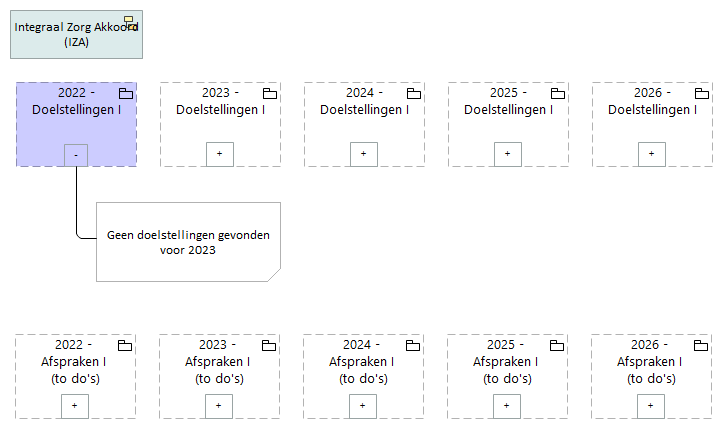 Integraal Zorg Akkoord
(IZA)
2022 -
Doelstellingen I
-
2023 -
Doelstellingen I
+
2024 -
Doelstellingen I
+
2025 -
Doelstellingen I
+
2026 -
Doelstellingen I
+
Geen doelstellingen gevonden
voor 2023
2022 -
Afspraken I
(to do's)
+
2023 -
Afspraken I
(to do's)
+
2024 -
Afspraken I
(to do's)
+
2025 -
Afspraken I
(to do's)
+
2026 -
Afspraken I
(to do's)
+